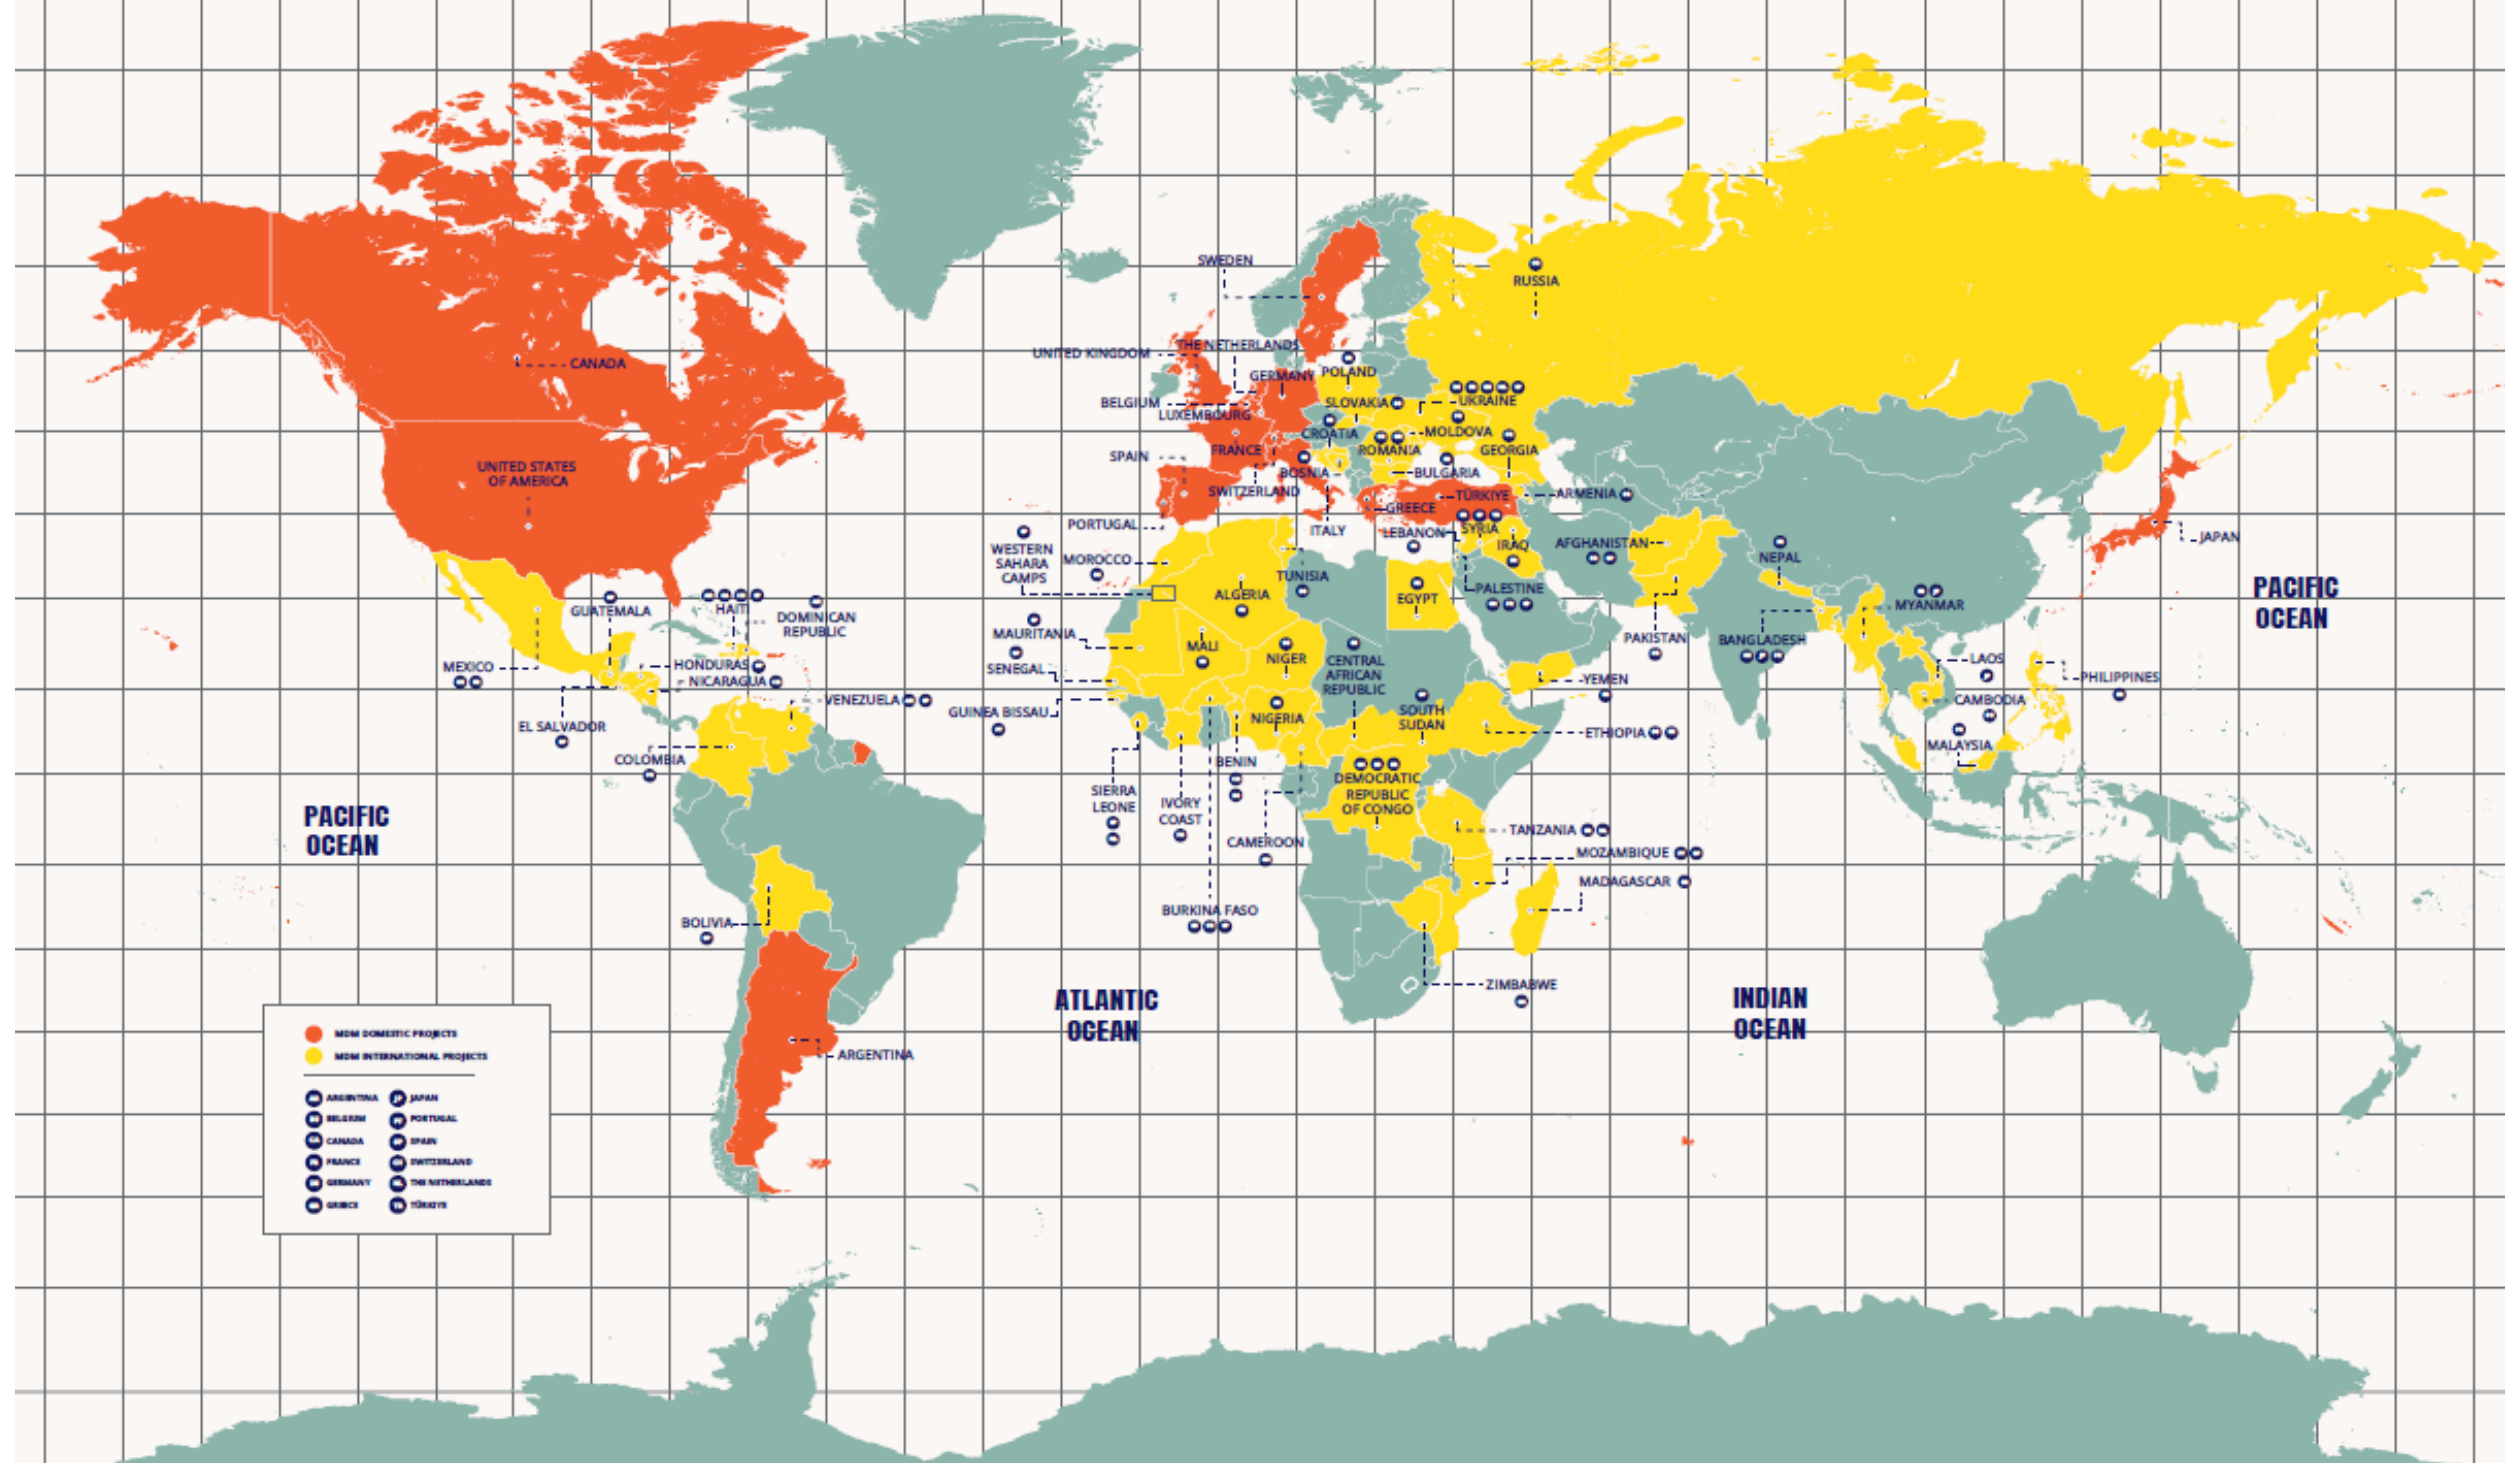 SWEDEN
RUSSIA
UNITED KINGDOM
THE NETHERLANDS
CANADA
GERMANY
POLAND
BELGIUM
LUXEMBOURG
SLOVAKIA
UKRAINE
CROATIA
MOLDOVA
FRANCE
ROMANIA
GEORGIA
SPAIN
UNITED STATES
OF AMERICA
BOSNIA
BULGARIA
SWITZERLAND
TÜRKIYE
ARMENIA
GREECE
PORTUGAL
ITALY
LEBANON
SYRIA
IRAQ
AFGHANISTAN
JAPAN
WESTERN
SAHARA
CAMPS
MOROCCO
NEPAL
TUNISIA
PALESTINE
PACIFIC
OCEAN
ALGERIA
EGYPT
MYANMAR
GUATEMALA
HAITI
DOMINICAN
REPUBLIC
MAURITANIA
PAKISTAN
BANGLADESH
MALI
NIGER
CENTRAL
AFRICAN
REPUBLIC
LAOS
MEXICO
HONDURAS
NICARAGUA
SENEGAL
YEMEN
PHILIPPINES
VENEZUELA
GUINEA BISSAU
NIGERIA
SOUTH
SUDAN
CAMBODIA
EL SALVADOR
ETHIOPIA
MALAYSIA
COLOMBIA
BENIN
DEMOCRATIC
REPUBLIC
OF CONGO
SIERRA
LEONE
IVORY
COAST
PACIFIC
OCEAN
TANZANIA
CAMEROON
MOZAMBIQUE
MADAGASCAR
BURKINA FASO
BOLIVIA
ZIMBABWE
ATLANTIC
OCEAN
INDIAN
OCEAN
ARGENTINA
MDM DOMESTIC PROJECTS
MDM INTERNATIONAL PROJECTS
ARGENTINA
BELGIUM
CANADA
FRANCE
GERMANY
GREECE
JAPAN
PORTUGAL
SPAIN
SWITZERLAND
THE NETHERLANDS
TÜRKIYE